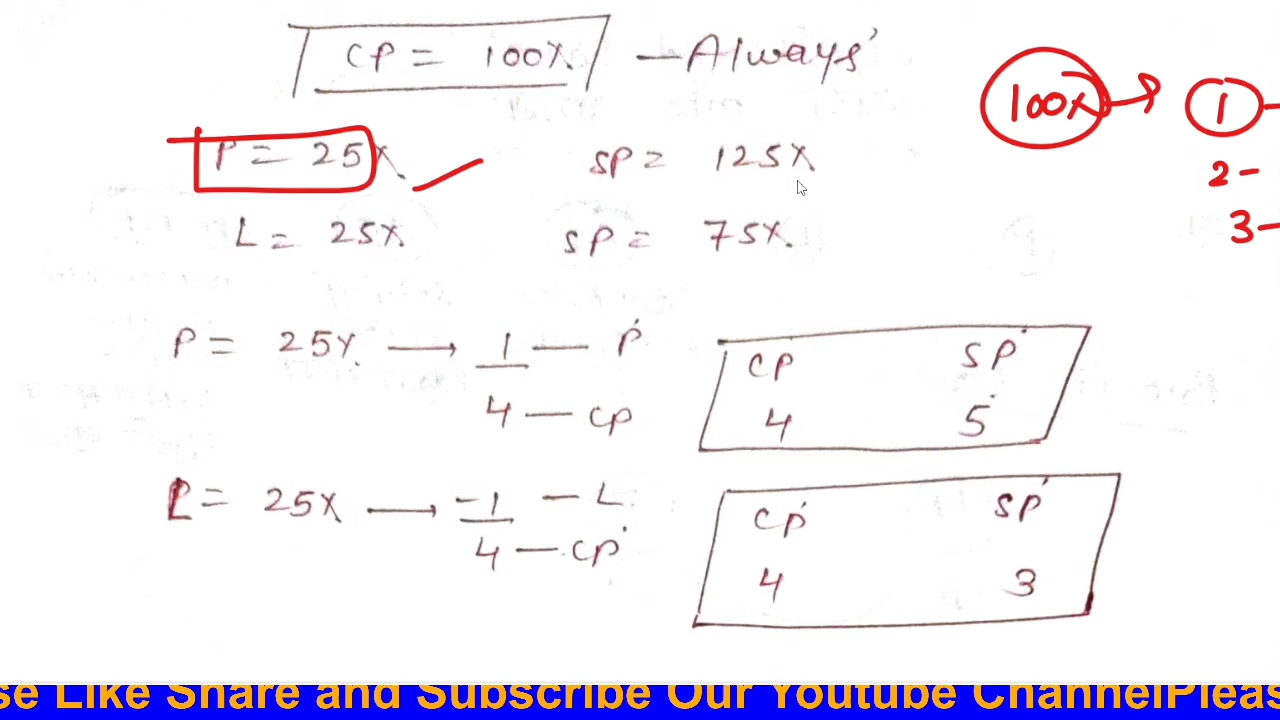 CP = 100% - Always
100% → 1 -
2 -
3 -
P = 25% SP = 125%
L = 25% SP = 75%
P = 25% → 1 — P
4 — CP
CP SP
4 5
L = 25% → -1 — L
4 — CP
CP SP
4 3
se Like Share and Subscribe Our Youtube ChannelPleas